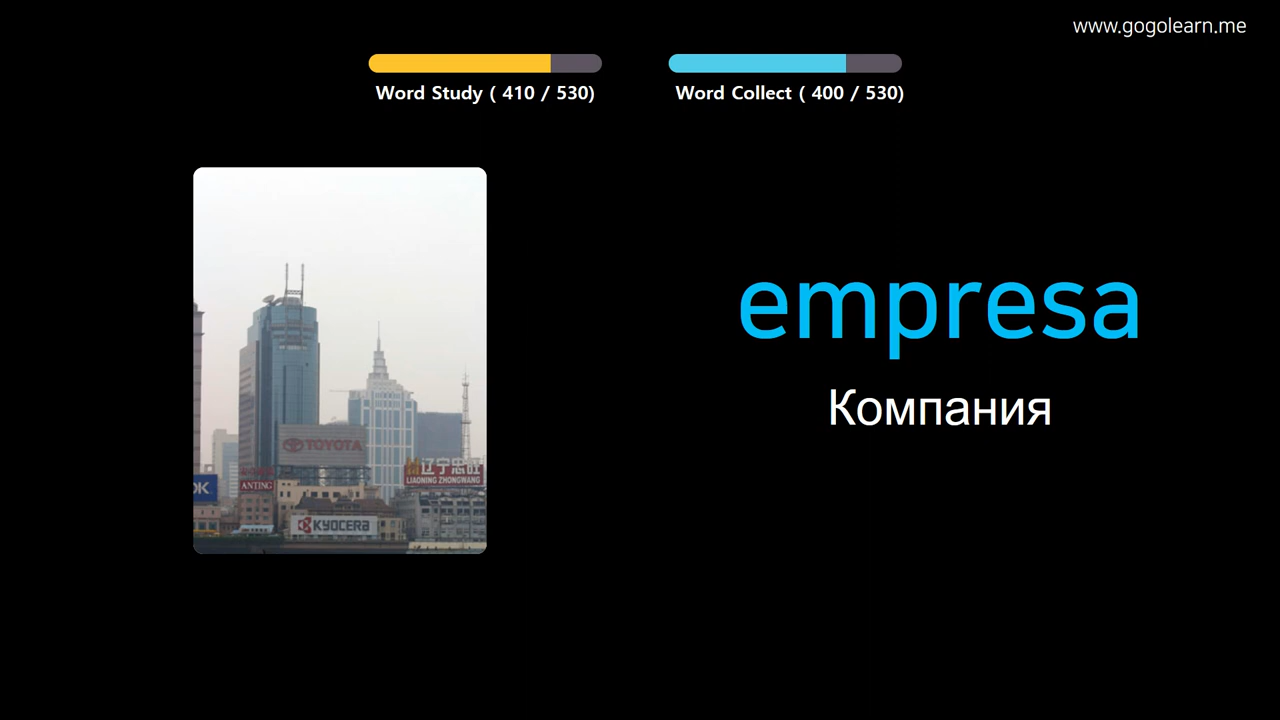 www.gogolearn.me
Word Study ( 410 / 530)
Word Collect ( 400 / 530)
empresa
Компания
TOYOTA
辽宁忠旺
LIAONING ZHONGWANG
OK
ANTING
KYOCERA